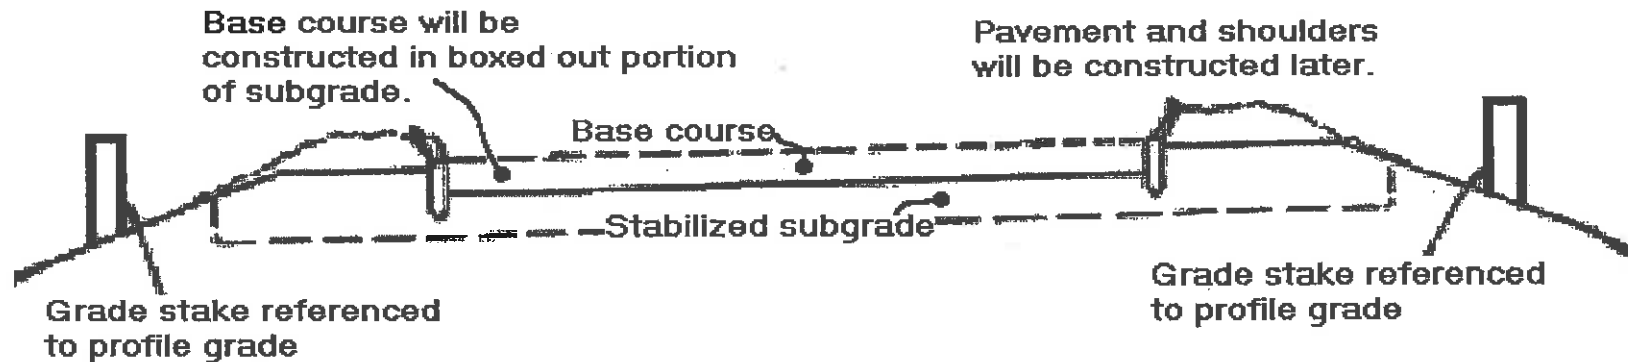 Base course will be
constructed in boxed out portion
of subgrade.
Pavement and shoulders
will be constructed later.
Base course
Stabilized subgrade
Grade stake referenced
to profile grade
Grade stake referenced
to profile grade